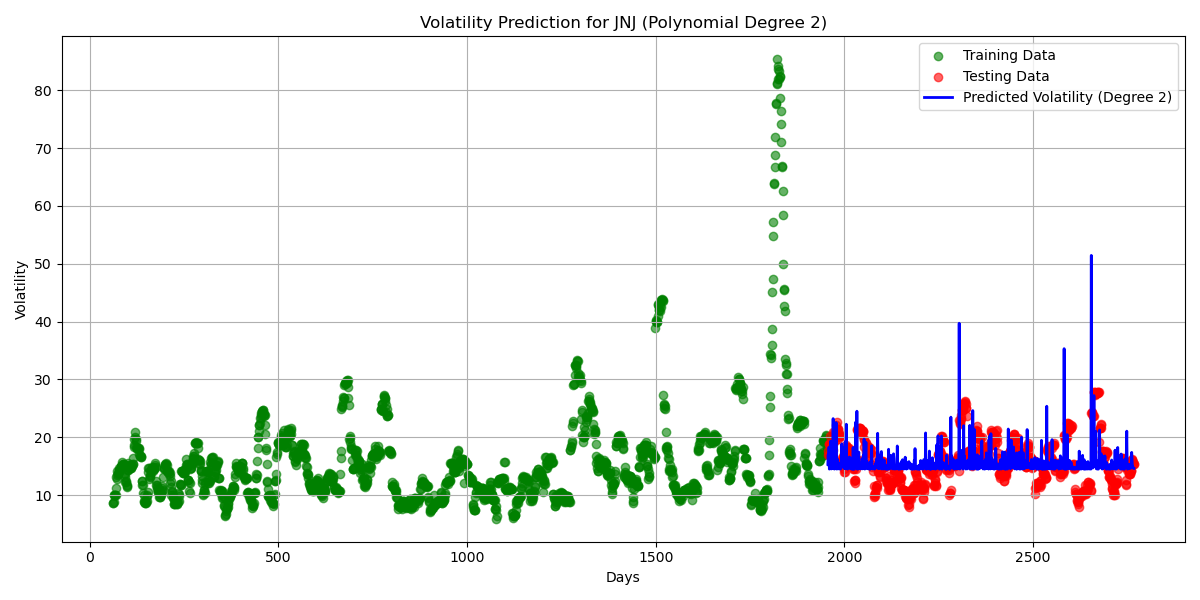 Volatility Prediction for JNJ (Polynomial Degree 2)
Training Data
Testing Data
Predicted Volatility (Degree 2)
Volatility
80
70
60
50
40
30
20
10
0
500
1000
1500
2000
2500
Days